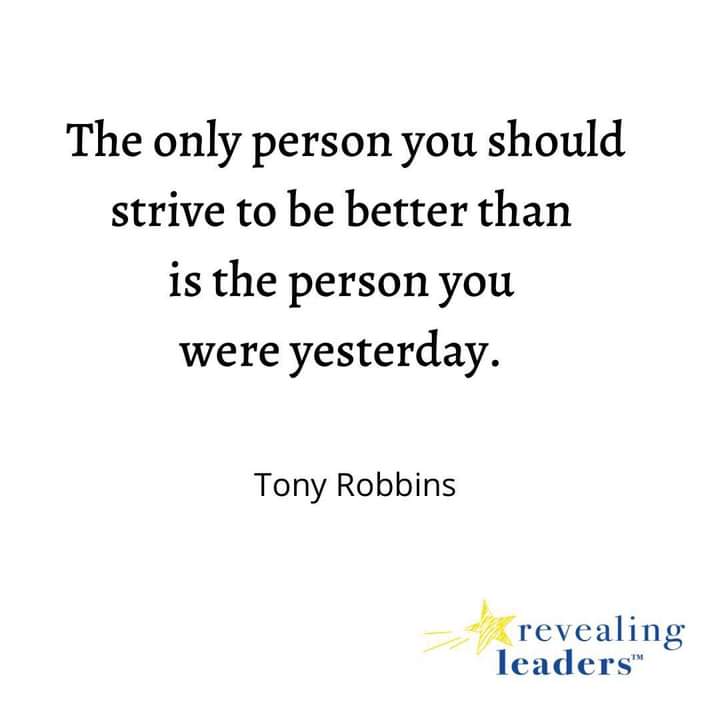 The only person you should
strive to be better than
is the person you
were yesterday.
Tony Robbins
revealing
leaders™